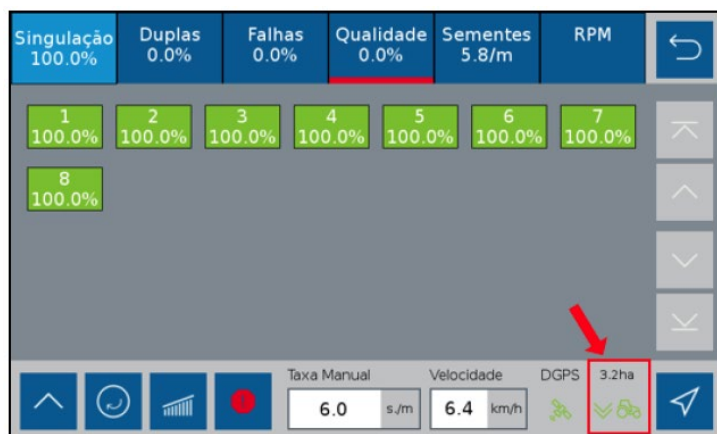 Singulação
100.0%
Duplas
0.0%
Falhas
0.0%
Qualidade
0.0%
Sementes
5.8/m
RPM
1
100.0%
2
100.0%
3
100.0%
4
100.0%
5
100.0%
6
100.0%
7
100.0%
8
100.0%
Taxa Manual
6.0 s./m
Velocidade
6.4 km/h
DGPS
3.2ha